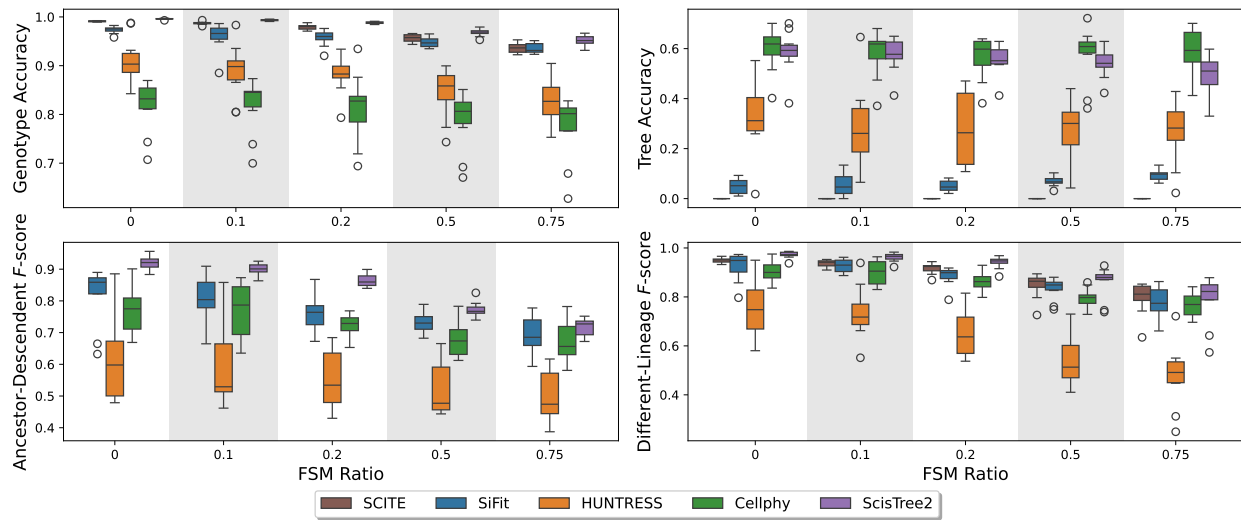 Genotype Accuracy
1.0
0.9
0.8
0.7
0 0.1 0.2 0.5 0.75
Tree Accuracy
0.6
0.4
0.2
0.0
0 0.1 0.2 0.5 0.75
Ancestor-Descendent F-score
0.9
0.8
0.7
0.6
0.5
0.4
0 0.1 0.2 0.5 0.75
FSM Ratio
Different-Lineage F-score
1.0
0.8
0.6
0.4
0 0.1 0.2 0.5 0.75
FSM Ratio
SCITE SiFit HUNTRESS Cellphy ScisTree2